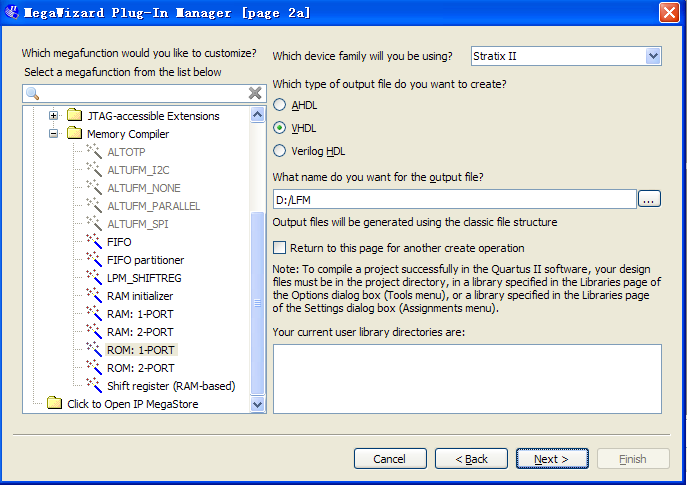 MegaWizard Plug-In Manager [page 2a]
Which megafunction would you like to customize?
Select a megafunction from the list below
JTAG-accessible Extensions
Memory Compiler
ALTOTP
ALTUFM_I2C
ALTUFM_NONE
ALTUFM_PARALLEL
ALTUFM_SPI
FIFO
FIFO partitioner
LPM_SHIFTREG
RAM initializer
RAM: 1-PORT
RAM: 2-PORT
ROM: 1-PORT
ROM: 2-PORT
Shift register (RAM-based)
Click to Open IP MegaStore
Which device family will you be using? Stratix II
Which type of output file do you want to create?
AHDL
VHDL
Verilog HDL
What name do you want for the output file?
D:/LFM ...
Output files will be generated using the classic file structure
Return to this page for another create operation
Note: To compile a project successfully in the Quartus II software, your design
files must be in the project directory, in a library specified in the Libraries page of
the Options dialog box (Tools menu), or a library specified in the Libraries page
of the Settings dialog box (Assignments menu).
Your current user library directories are:
Cancel < Back Next > Finish